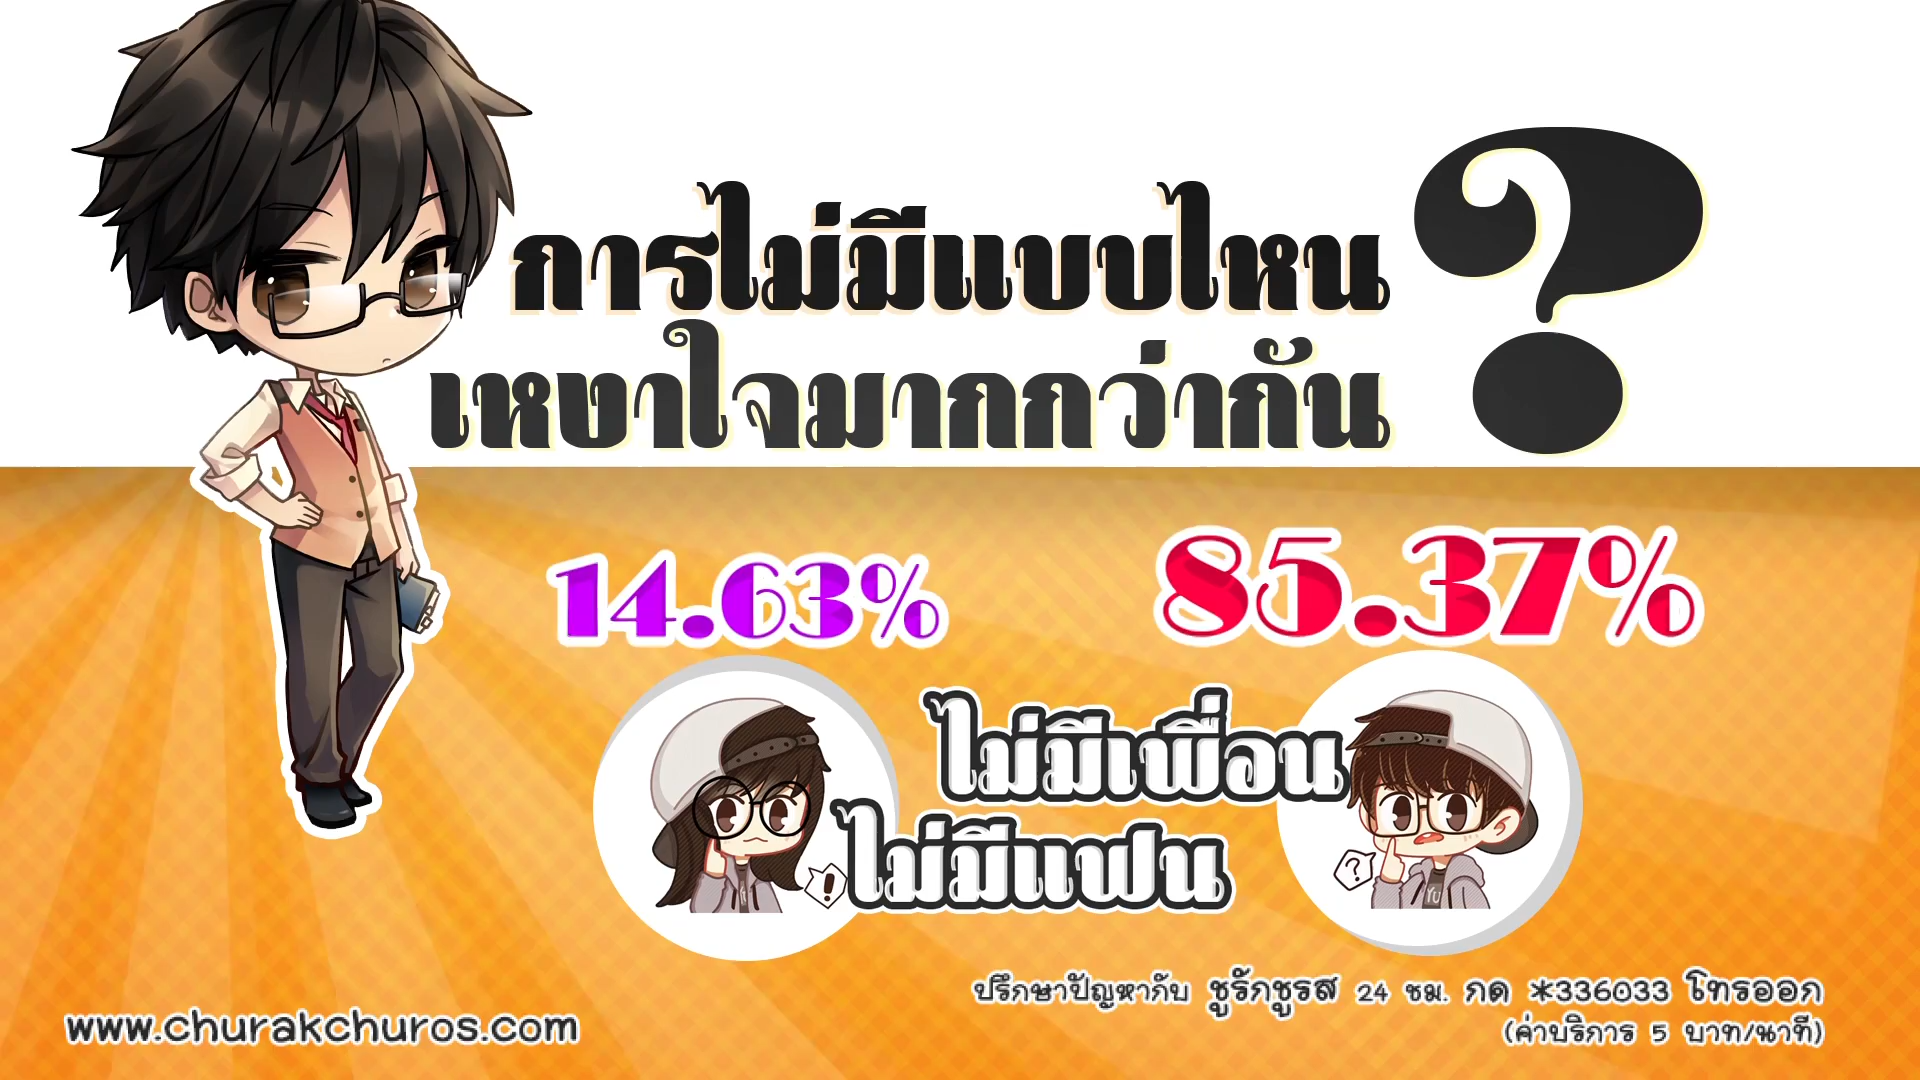 การไม่มีแบบไหน
เหงาใจมากกว่ากัน
?
14.63%
85.37%
ไม่มีเพื่อน
ไม่มีแฟน
!
?
YU
ปรึกษาปัญหากับ ชูรักชูรส 24 ชม. กด *336033 โทรออก
(ค่าบริการ 5 บาท/นาที)
www.churakchuros.com